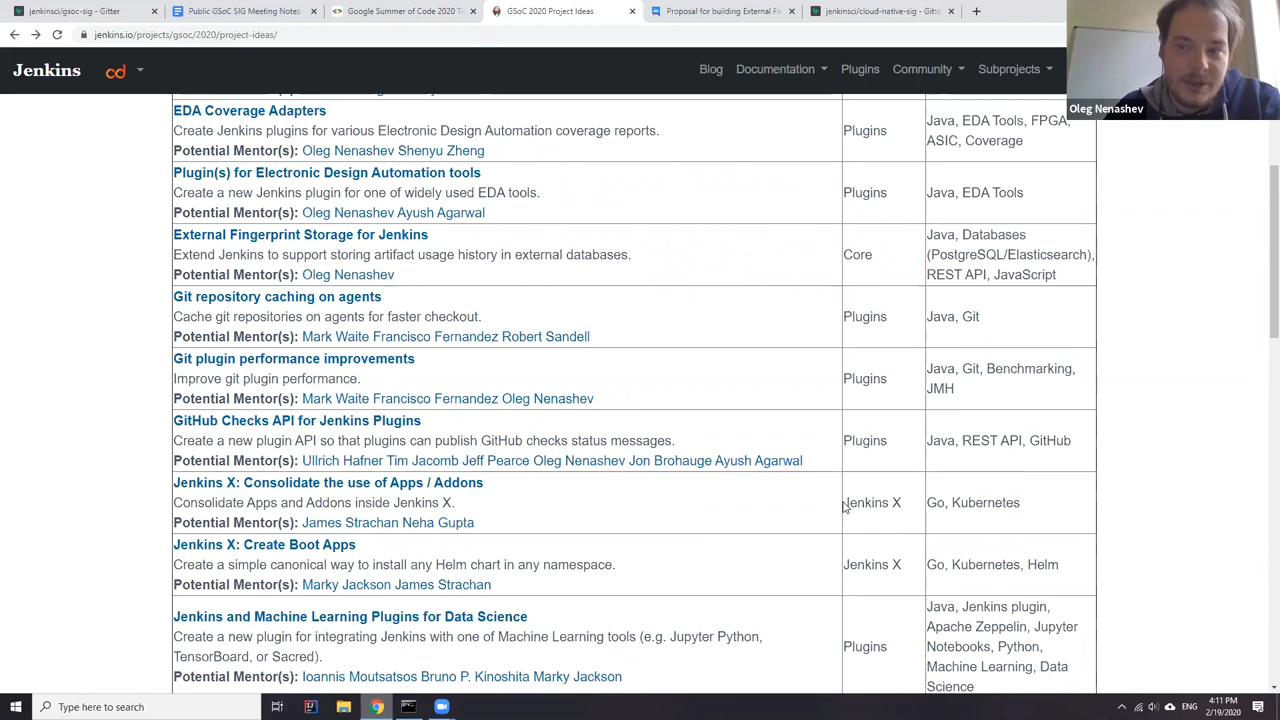 jenkinsci/gsoc-sig - Gitter
Public GSoC SIG Meeting Notes
Google Summer of Code 2020 T
GSoC 2020 Project Ideas
Proposal for building External Fi
jenkinsci/cloud-native-sig - Gitte
jenkins.io/projects/gsoc/2020/project-ideas/
Jenkins
cd
Blog
Documentation
Plugins
Community
Subprojects
Oleg Nenashev
EDA Coverage Adapters
Create Jenkins plugins for various Electronic Design Automation coverage reports.
Potential Mentor(s): Oleg Nenashev Shenyu Zheng
Plugins
Java, EDA Tools, FPGA,
ASIC, Coverage
Plugin(s) for Electronic Design Automation tools
Create a new Jenkins plugin for one of widely used EDA tools.
Potential Mentor(s): Oleg Nenashev Ayush Agarwal
Plugins
Java, EDA Tools
External Fingerprint Storage for Jenkins
Extend Jenkins to support storing artifact usage history in external databases.
Potential Mentor(s): Oleg Nenashev
Core
Java, Databases
(PostgreSQL/Elasticsearch),
REST API, JavaScript
Git repository caching on agents
Cache git repositories on agents for faster checkout.
Potential Mentor(s): Mark Waite Francisco Fernandez Robert Sandell
Plugins
Java, Git
Git plugin performance improvements
Improve git plugin performance.
Potential Mentor(s): Mark Waite Francisco Fernandez Oleg Nenashev
Plugins
Java, Git, Benchmarking,
JMH
GitHub Checks API for Jenkins Plugins
Create a new plugin API so that plugins can publish GitHub checks status messages.
Potential Mentor(s): Ullrich Hafner Tim Jacomb Jeff Pearce Oleg Nenashev Jon Brohauge Ayush Agarwal
Plugins
Java, REST API, GitHub
Jenkins X: Consolidate the use of Apps / Addons
Consolidate Apps and Addons inside Jenkins X.
Potential Mentor(s): James Strachan Neha Gupta
Jenkins X
Go, Kubernetes
Jenkins X: Create Boot Apps
Create a simple canonical way to install any Helm chart in any namespace.
Potential Mentor(s): Marky Jackson James Strachan
Jenkins X
Go, Kubernetes, Helm
Jenkins and Machine Learning Plugins for Data Science
Create a new plugin for integrating Jenkins with one of Machine Learning tools (e.g. Jupyter Python,
TensorBoard, or Sacred).
Potential Mentor(s): Ioannis Moutsatsos Bruno P. Kinoshita Marky Jackson
Plugins
Java, Jenkins plugin,
Apache Zeppelin, Jupyter
Notebooks, Python,
Machine Learning, Data
Science
Type here to search
ENG
4:11 PM
2/19/2020